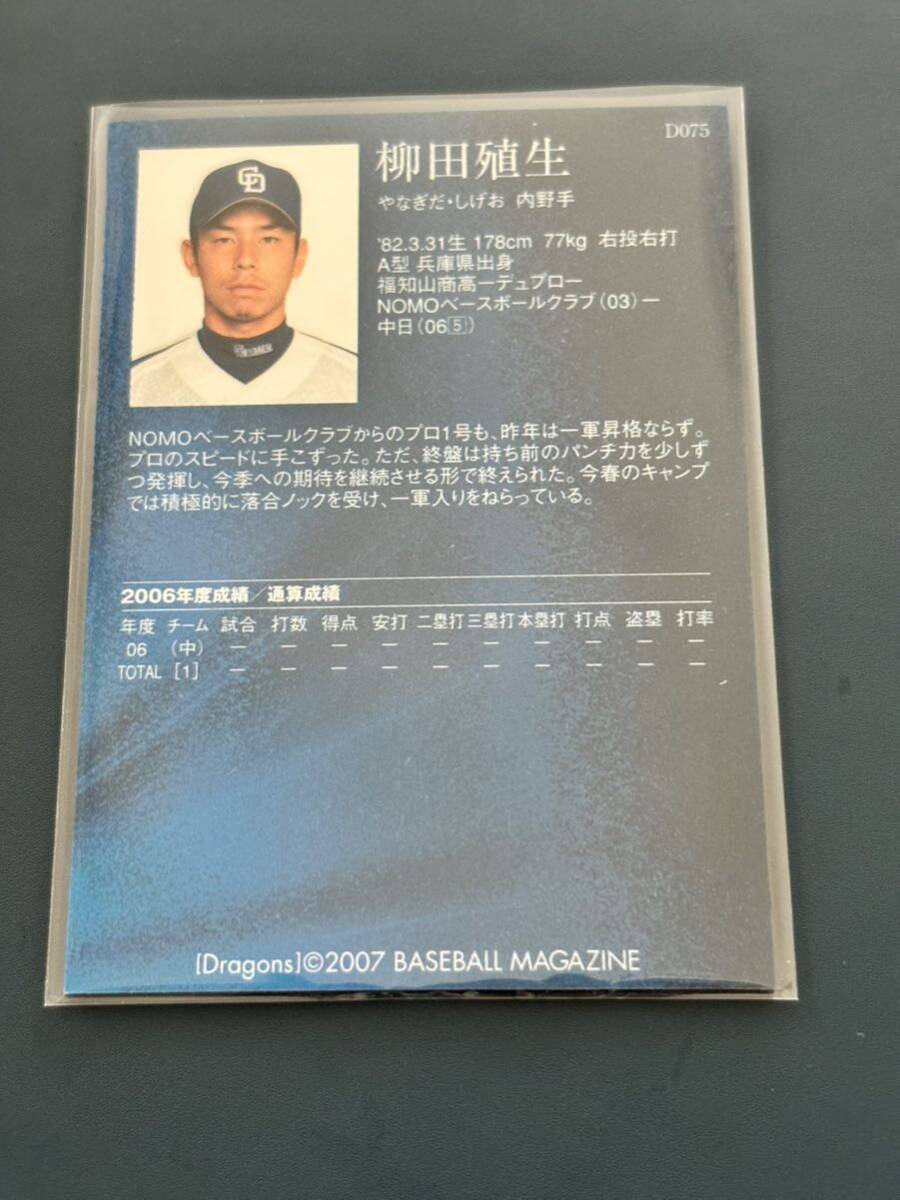 D075
柳田殖生
やなぎだ・しげお 内野手
'82.3.31生 178cm 77kg 右投右打
A型 兵庫県出身
福知山商高ーデュプロー
NOMOベースボールクラブ(03)ー
中日(06⑤)
NOMOベースボールクラブからのプロ1号も、昨年は一軍昇格ならず。
プロのスピードに手こずった。ただ、終盤は持ち前のパンチ力を少しず
つ発揮し、今季への期待を継続させる形で終えられた。今春のキャンプ
では積極的に落合ノックを受け、一軍入りをねらっている。
2006年度成績/通算成績
年度 チーム 試合 打数 得点 安打 二塁打 三塁打 本塁打 打点 盗塁 打率
06 (中) ー ー ー ー ー ー ー ー ー ー
TOTAL [1] ー ー ー ー ー ー ー ー ー ー
[Dragons]©2007 BASEBALL MAGAZINE